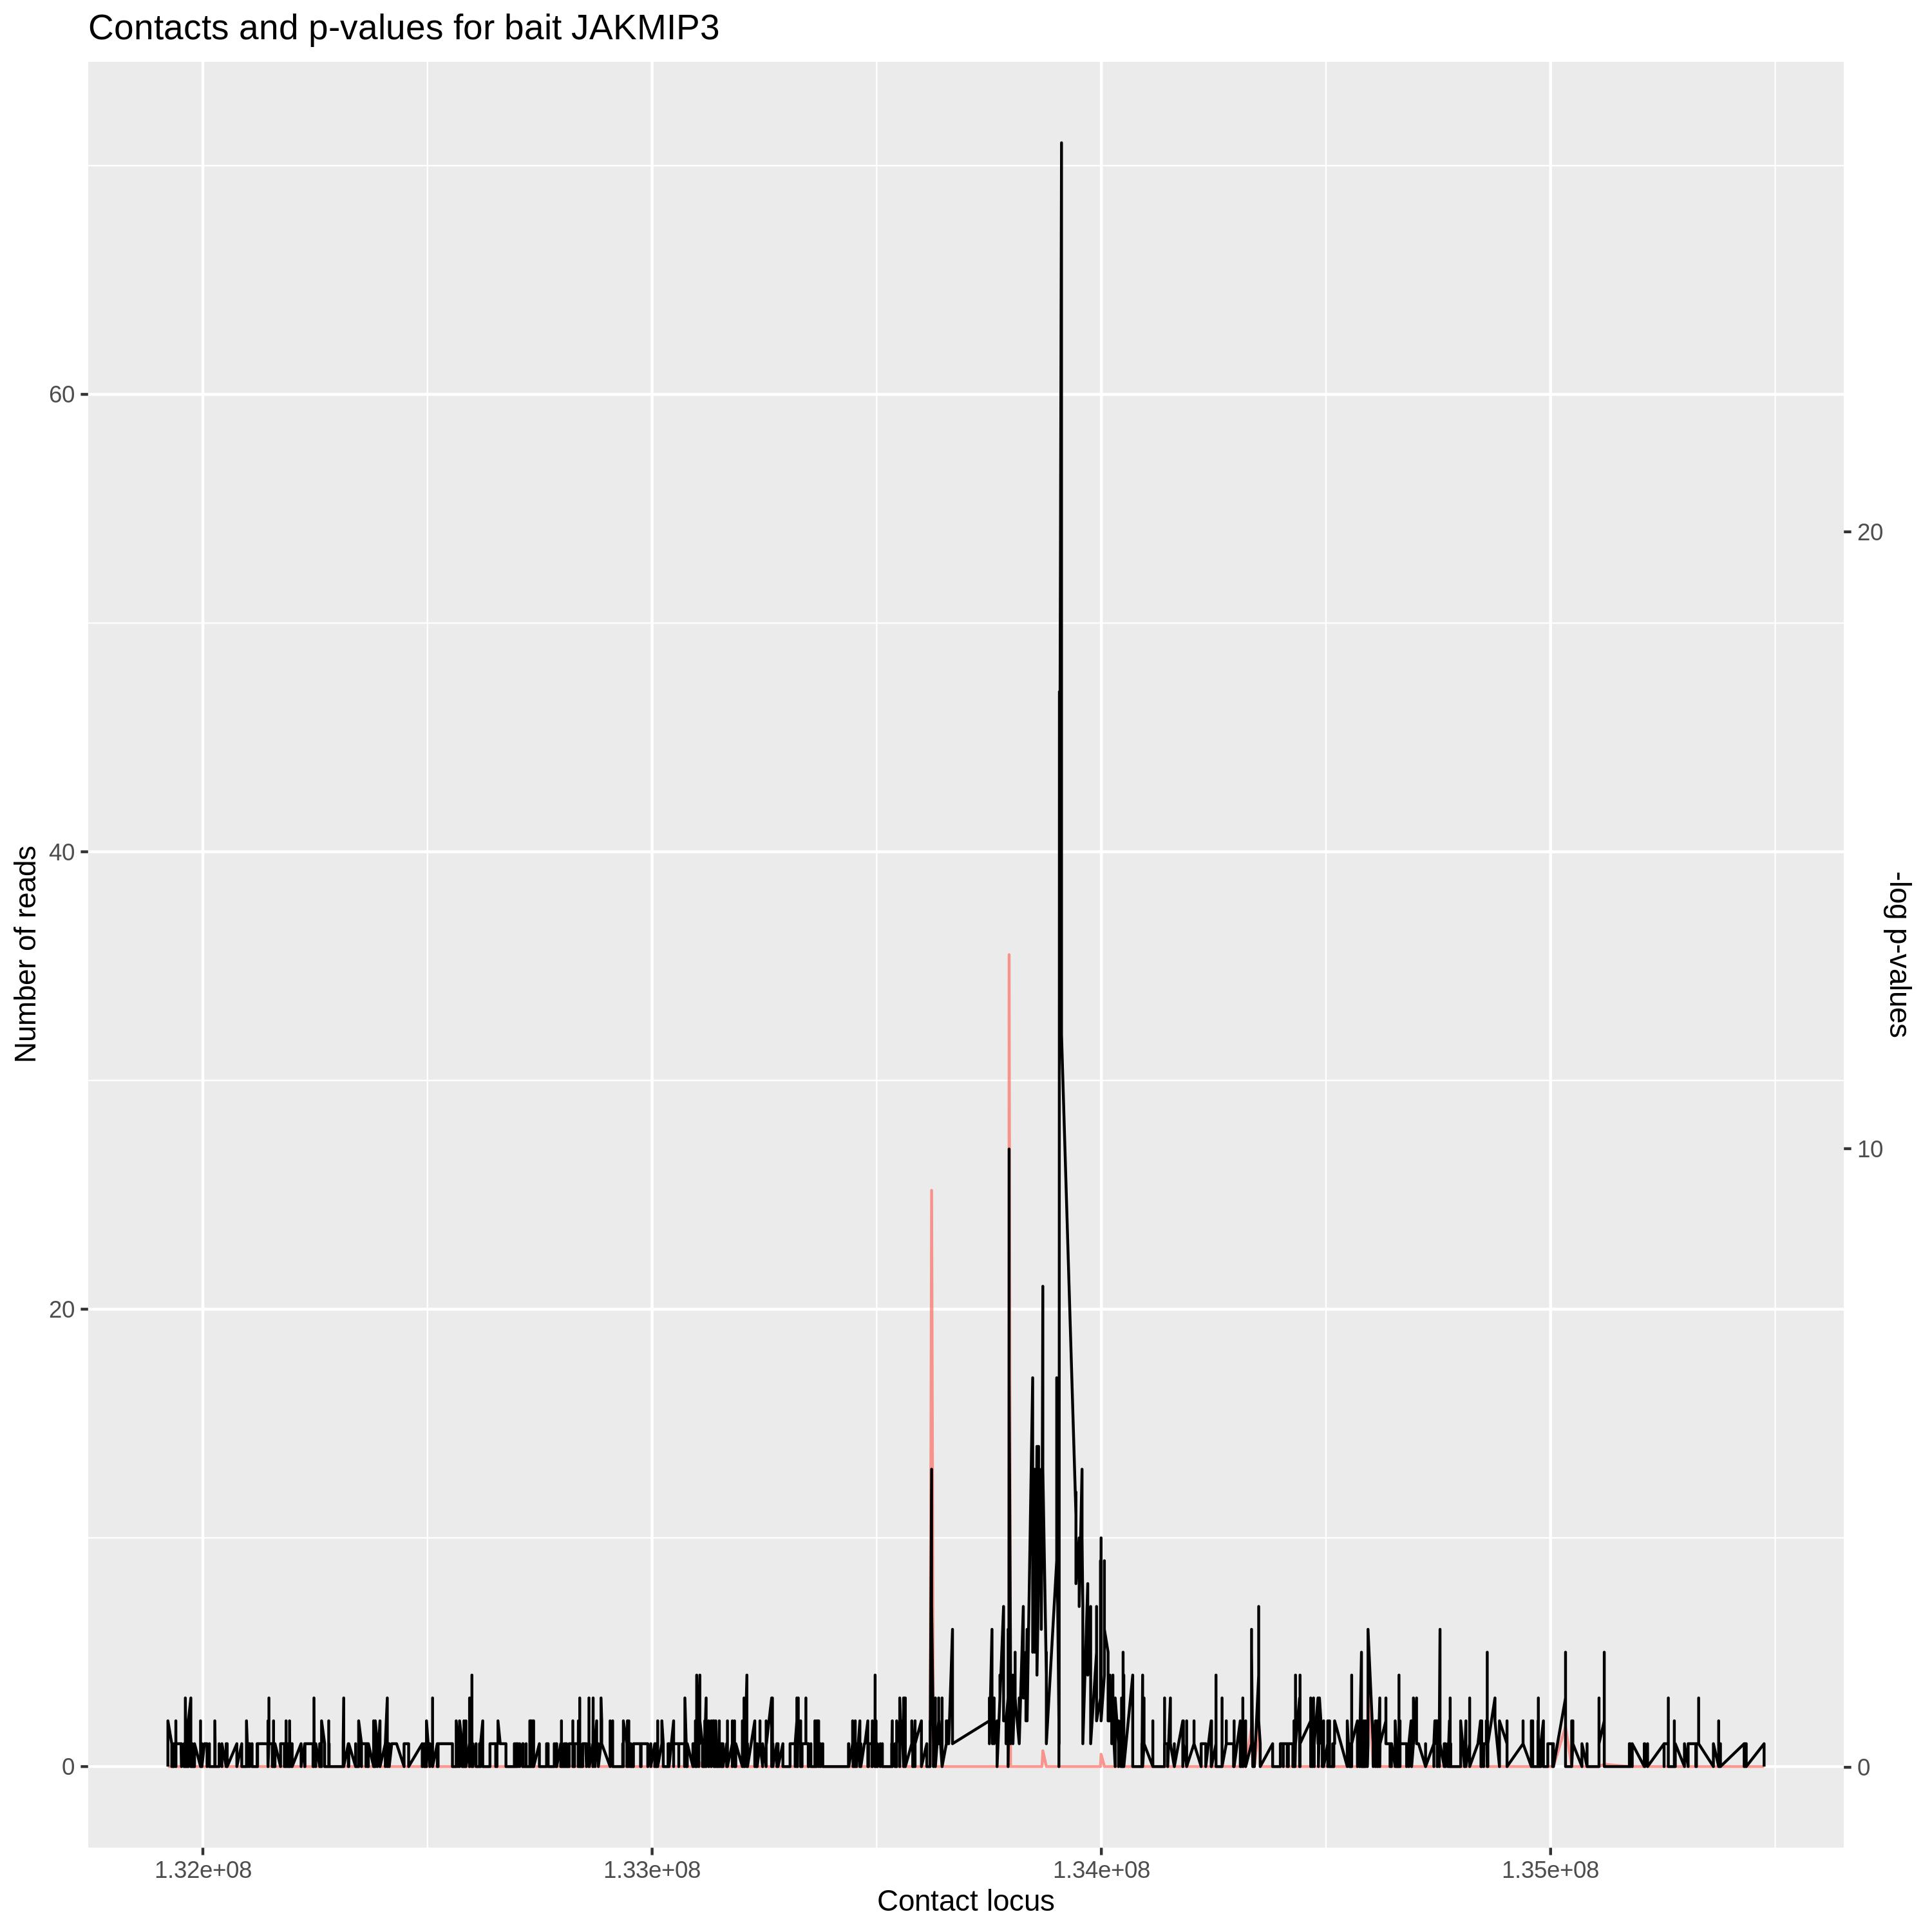 Contacts and p-values for bait JAKMIP3
Number of reads
60
40
20
0
20
10
0
-log p-values
1.32e+08
1.33e+08
1.34e+08
1.35e+08
Contact locus